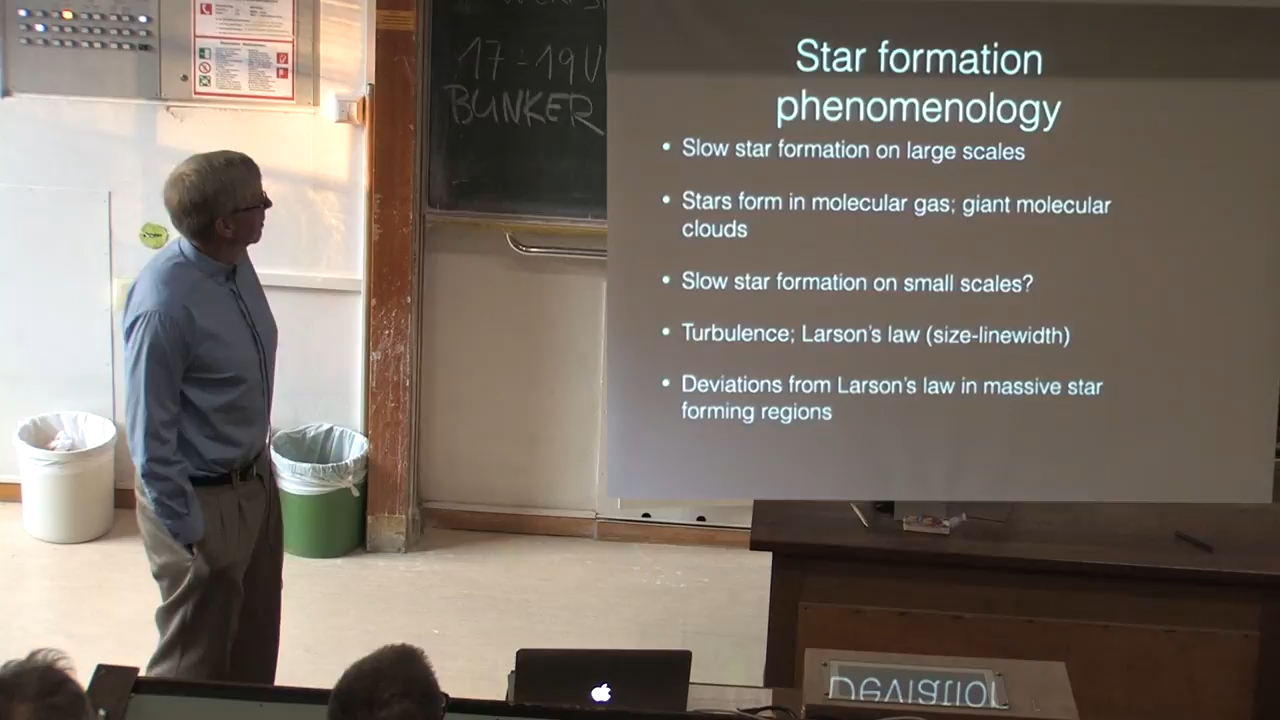 17-19 U
BUNKER
Star formation
phenomenology
• Slow star formation on large scales
• Stars form in molecular gas; giant molecular
clouds
• Slow star formation on small scales?
• Turbulence; Larson's law (size-linewidth)
• Deviations from Larson's law in massive star
forming regions
Deviation